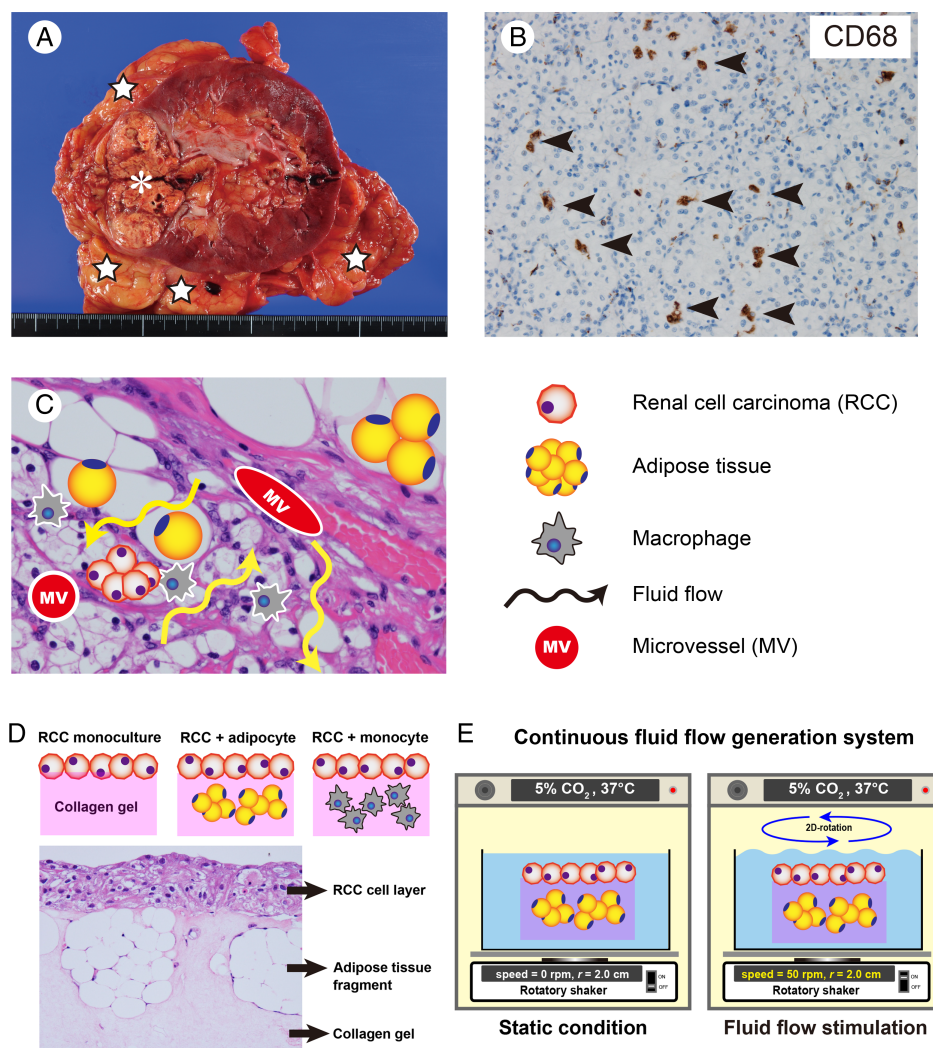 A
B
CD68
C
MV
MV
Renal cell carcinoma (RCC)
Adipose tissue
Macrophage
Fluid flow
MV
Microvessel (MV)
D
RCC monoculture
RCC + adipocyte
RCC + monocyte
Collagen gel
RCC cell layer
Adipose tissue
fragment
Collagen gel
E
Continuous fluid flow generation system
5% CO2 , 37°C
speed = 0 rpm, r = 2.0 cm
Rotatory shaker
ON
OFF
Static condition
5% CO2 , 37°C
2D-rotation
speed = 50 rpm, r = 2.0 cm
Rotatory shaker
ON
OFF
Fluid flow stimulation